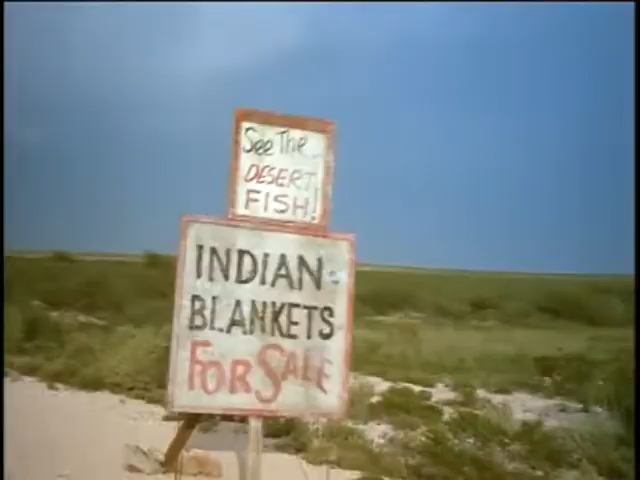 See The
DESERT
FISH!
INDIAN
BLANKETS
FOR SALE